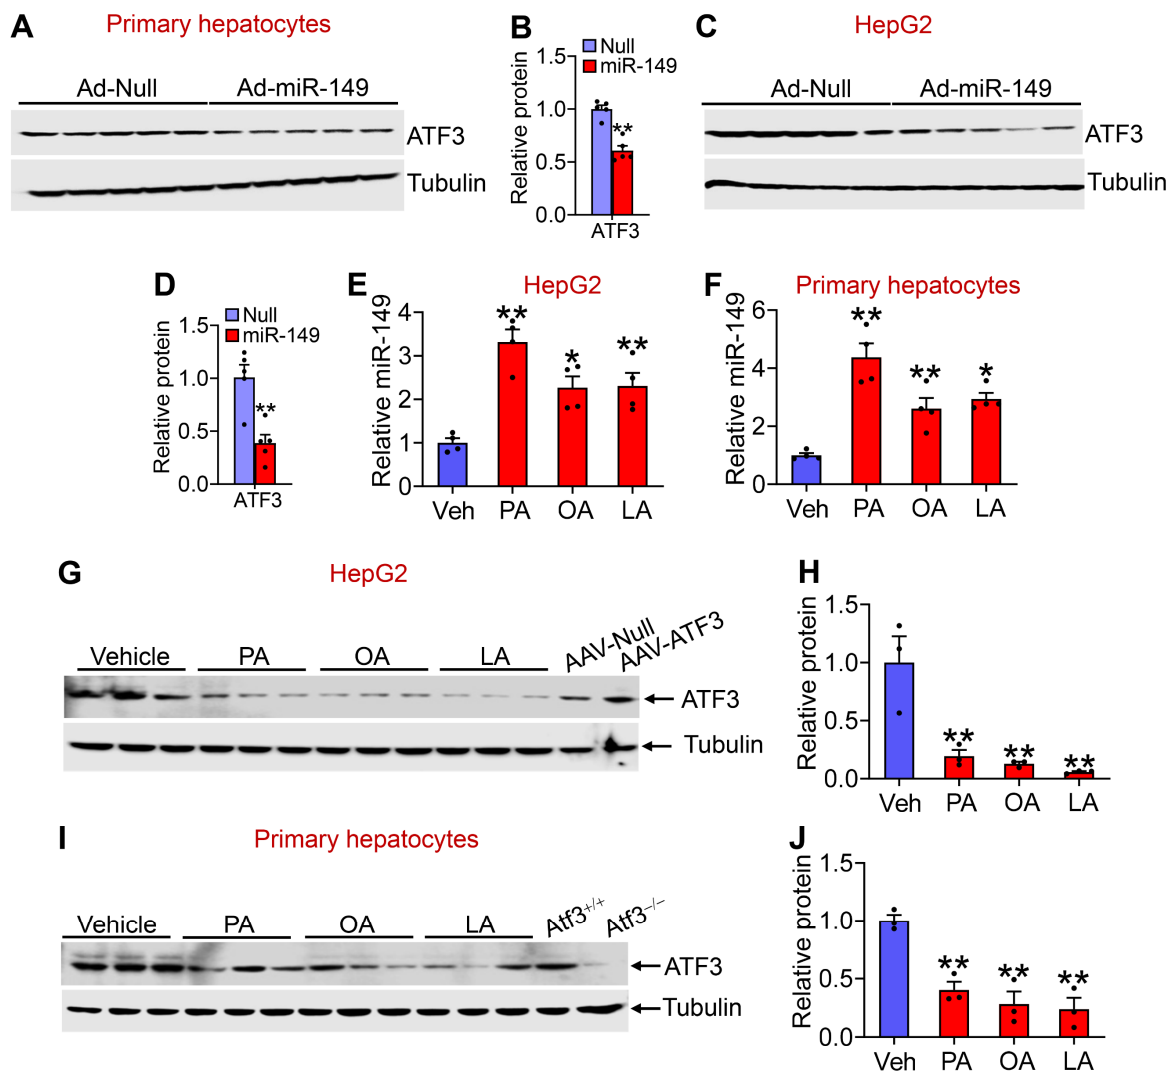 A
Primary hepatocytes
Ad-Null
Ad-miR-149
ATF3
Tubulin
B
Null
miR-149
Relative protein
1.5
1.0
0.5
0.0
**
ATF3
C
HepG2
Ad-Null
Ad-miR-149
ATF3
Tubulin
D
Null
miR-149
Relative protein
1.5
1.0
0.5
0.0
**
ATF3
E
HepG2
Relative miR-149
4
3
2
1
0
**
*
**
Veh PA OA LA
F
Primary hepatocytes
Relative miR-149
6
4
2
0
**
**
*
Veh PA OA LA
G
HepG2
Vehicle PA OA LA AAV-Null AAV-ATF3
ATF3
Tubulin
H
Relative protein
1.5
1.0
0.5
0.0
**
**
**
Veh PA OA LA
I
Primary hepatocytes
Vehicle PA OA LA Atf3+/+ Atf3−/−
ATF3
Tubulin
J
Relative protein
1.5
1.0
0.5
0.0
**
**
**
Veh PA OA LA